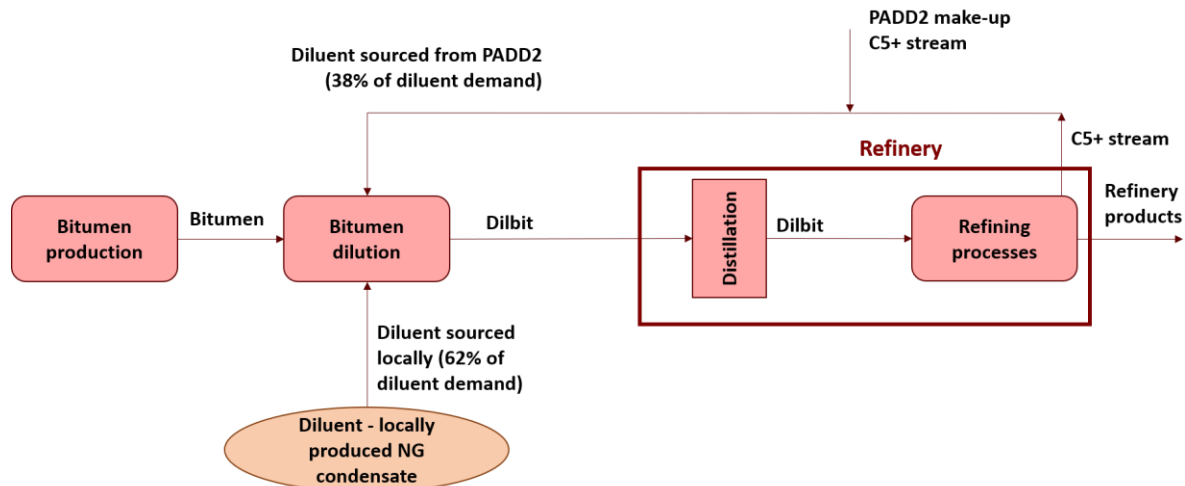 PADD2 make-up
C5+ stream
Diluent sourced from PADD2
(38% of diluent demand)
Refinery
C5+ stream
Bitumen
production
Bitumen
Bitumen
dilution
Dilbit
Distillation
Dilbit
Refining
processes
Refinery
products
Diluent sourced
locally (62% of
diluent demand)
Diluent - locally
produced NG
condensate